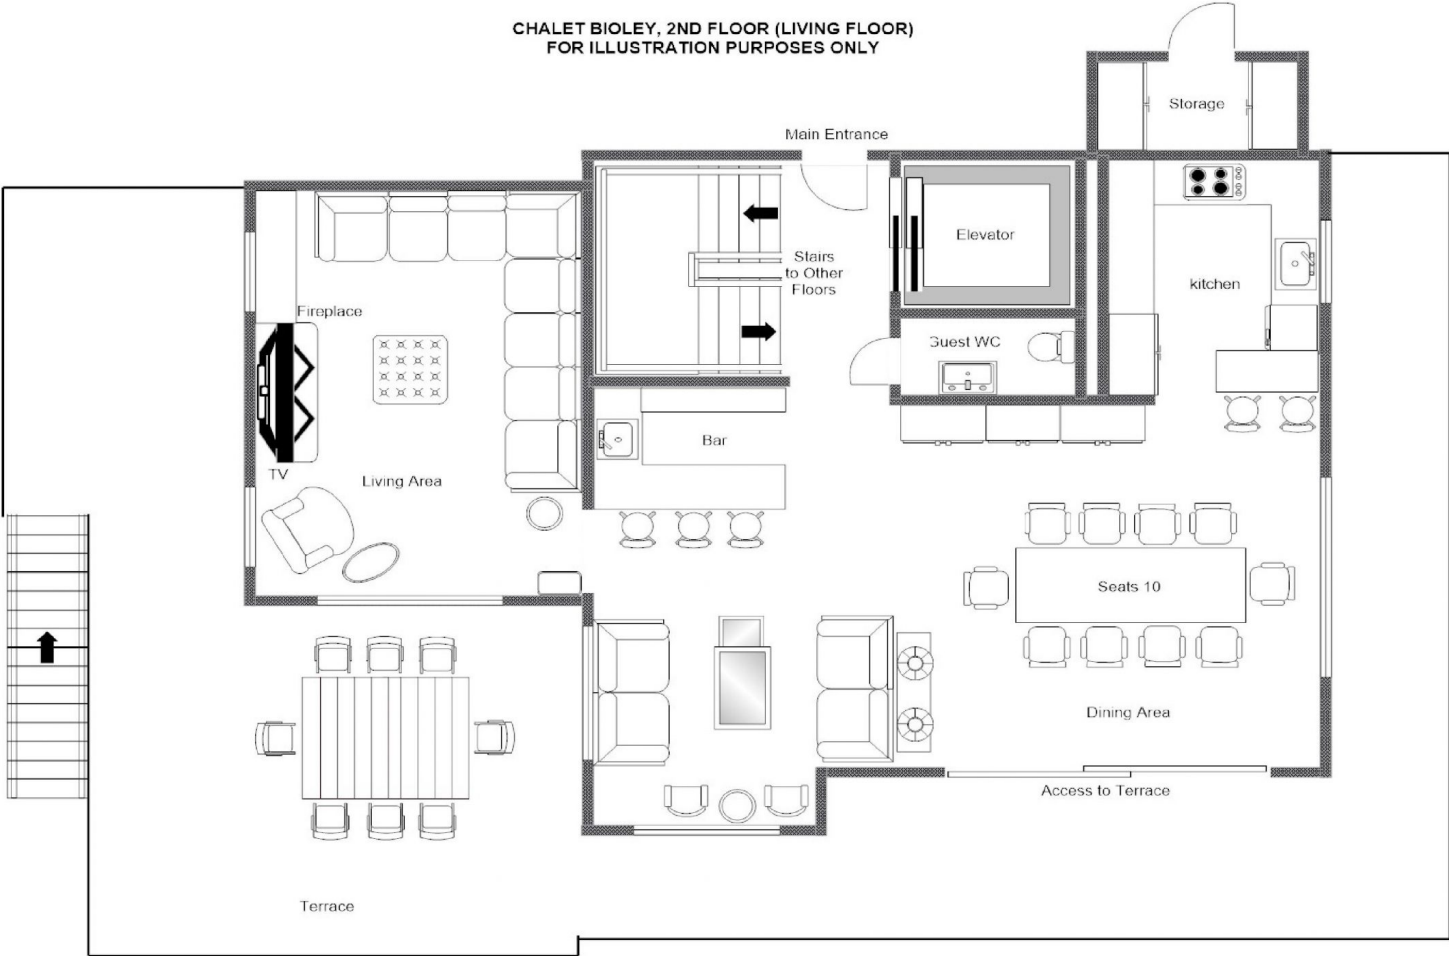 CHALET BIOLEY, 2ND FLOOR (LIVING FLOOR)
FOR ILLUSTRATION PURPOSES ONLY
Storage
Main Entrance
Elevator
Stairs
to Other
Floors
kitchen
Fireplace
Guest WC
Bar
TV
Living Area
Seats 10
Dining Area
Access to Terrace
Terrace